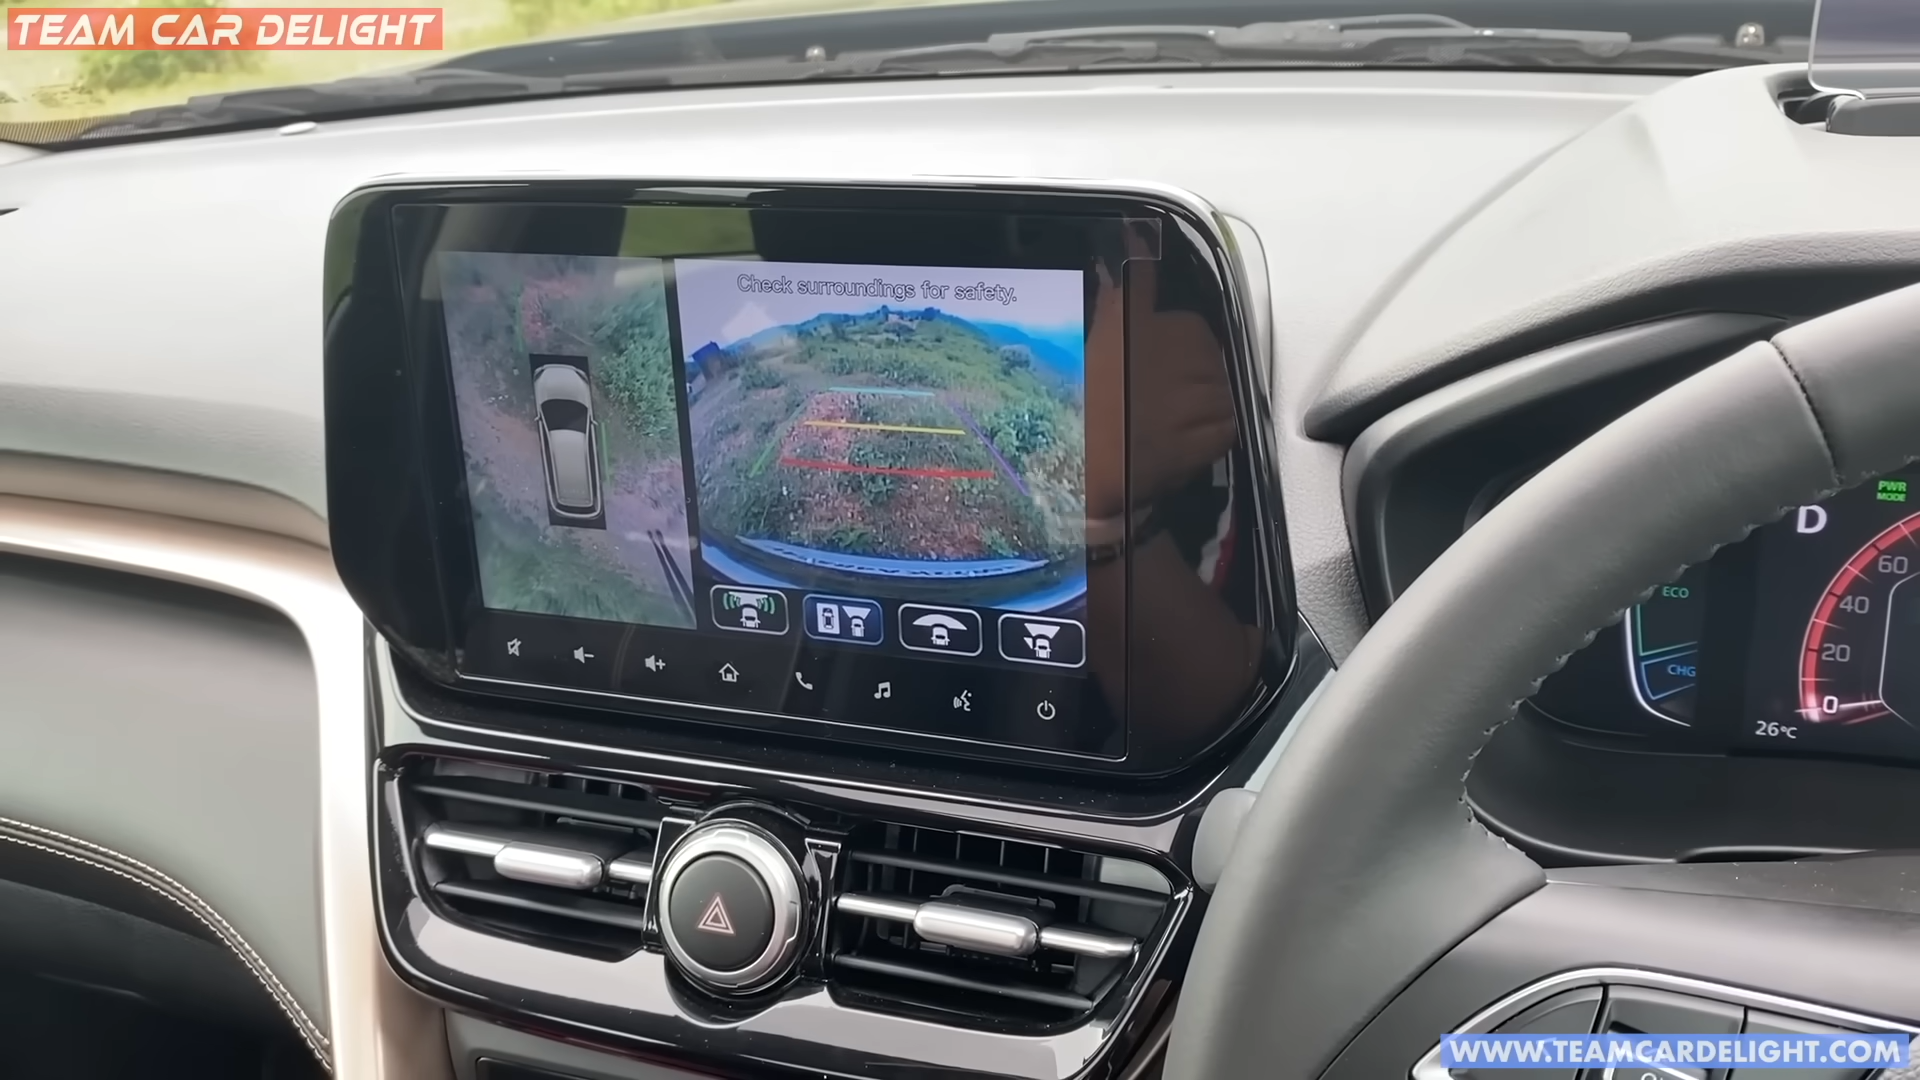 TEAM CAR DELIGHT
Check surroundings for safety.
PWR
MODE
D
60
ECO
40
20
CHG
0
26°C
WWW.TEAMCARDELIGHT.COM